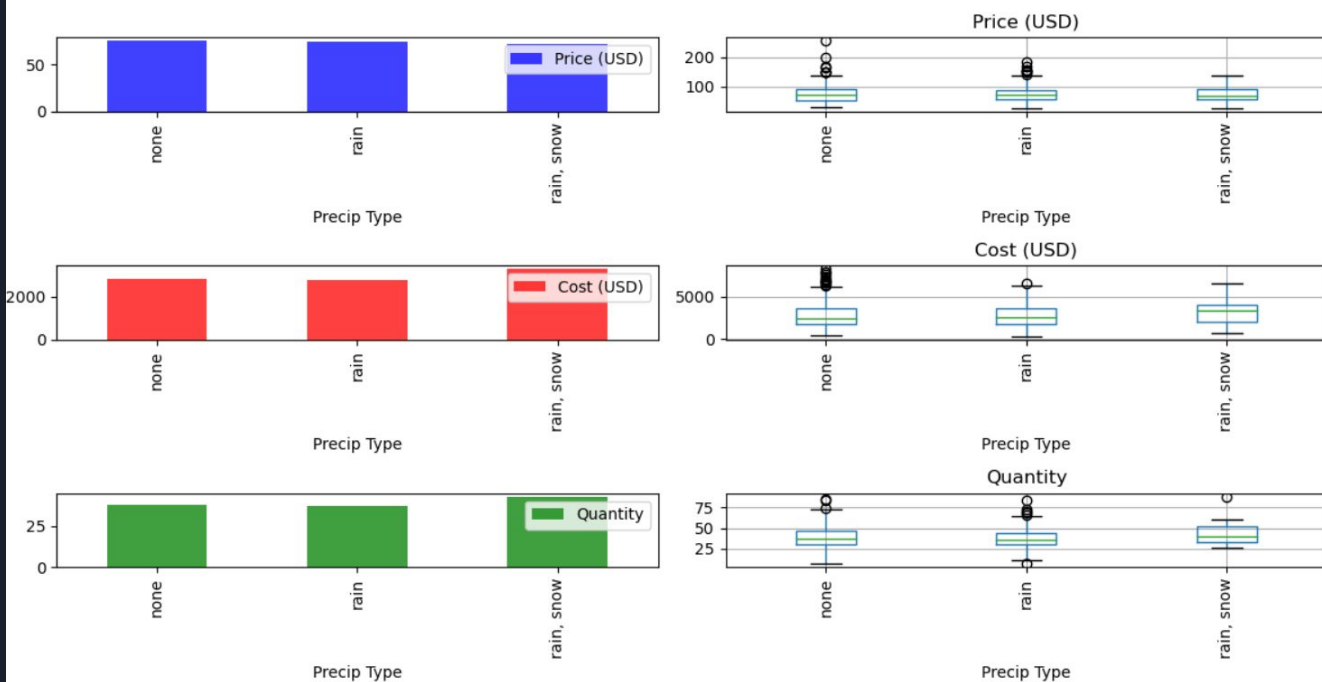 Price (USD)
50
0
none
rain
rain, snow
Precip Type
Price (USD)
200
100
none
rain
rain, snow
Precip Type
Cost (USD)
2000
0
none
rain
rain, snow
Precip Type
Cost (USD)
5000
0
none
rain
rain, snow
Precip Type
Quantity
25
0
none
rain
rain, snow
Precip Type
Quantity
75
50
25
none
rain
rain, snow
Precip Type